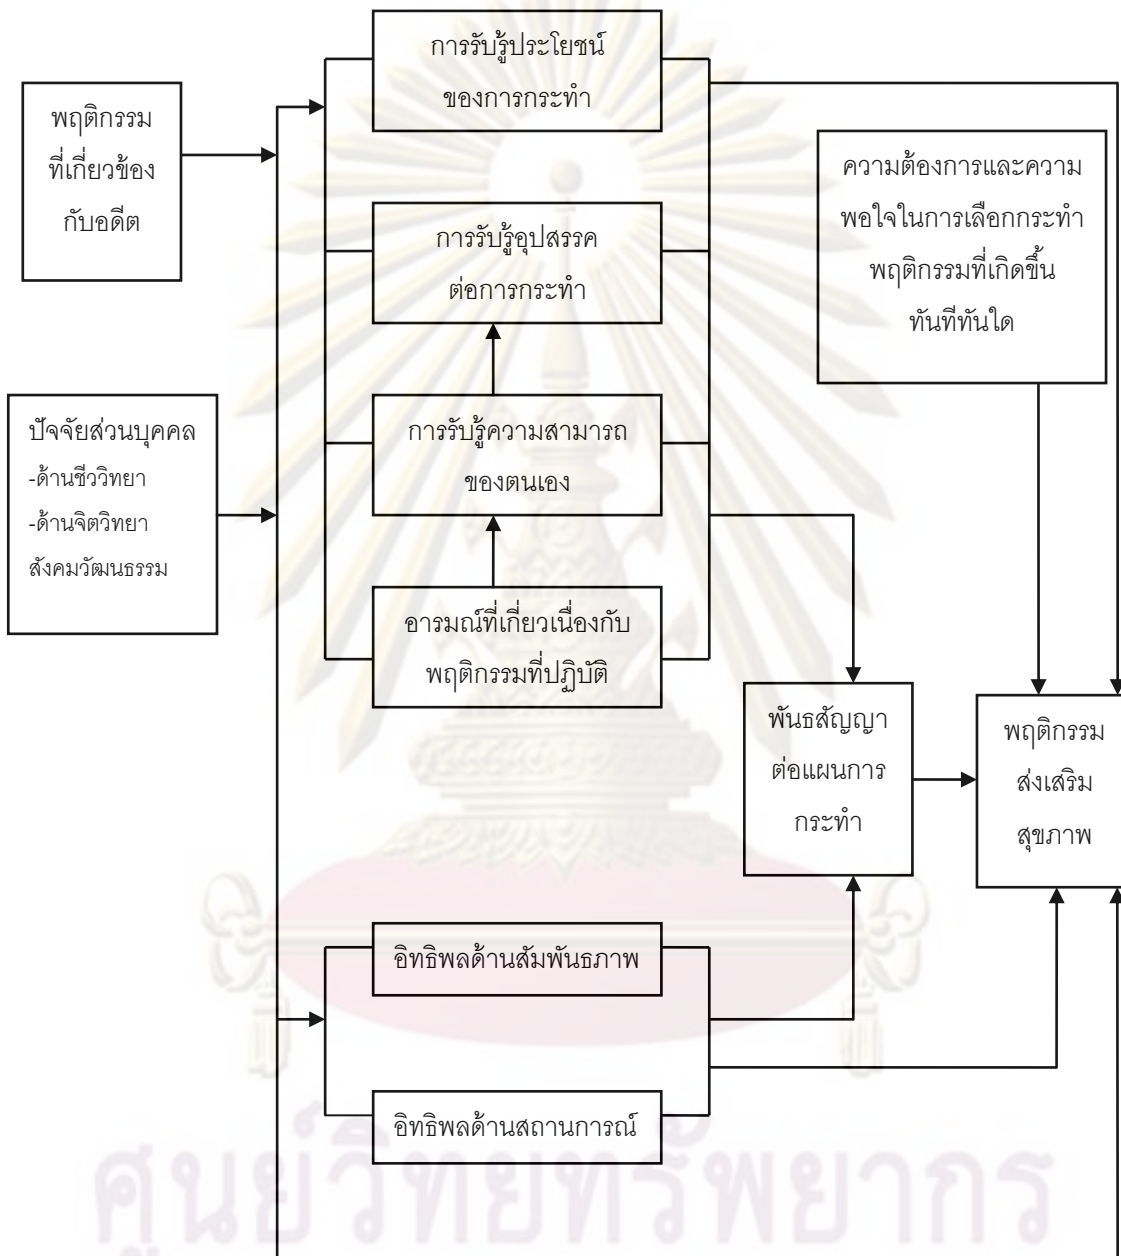 การรับรู้ประโยชน์
ของการกระทำ
พฤติกรรม
ที่เกี่ยวข้อง
กับอดีต
ความต้องการและความ
พอใจในการเลือกกระทำ
พฤติกรรมที่เกิดขึ้น
ทันทีทันใด
การรับรู้อุปสรรค
ต่อการกระทำ
ปัจจัยส่วนบุคคล
-ด้านชีววิทยา
-ด้านจิตวิทยา
สังคมวัฒนธรรม
การรับรู้ความสามารถ
ของตนเอง
อารมณ์ที่เกี่ยวเนื่องกับ
พฤติกรรมที่ปฏิบัติ
พันธสัญญา
ต่อแผนการ
กระทำ
พฤติกรรม
ส่งเสริม
สุขภาพ
อิทธิพลด้านสัมพันธภาพ
อิทธิพลด้านสถานการณ์
ศูนย์วิทยทรัพยากร